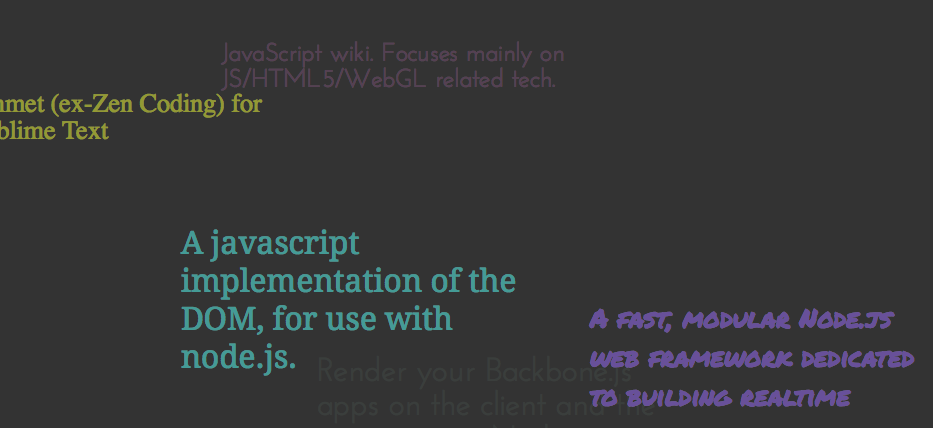 JavaScript wiki. Focuses mainly on
JS/HTML5/WebGL related tech.
(ex-Zen Coding) for
Text
A javascript
implementation of the
DOM, for use with
node.js.
A fast, modular Node.js
web framework dedicated
to building realtime
Render your Backbone.js
apps on the client and the